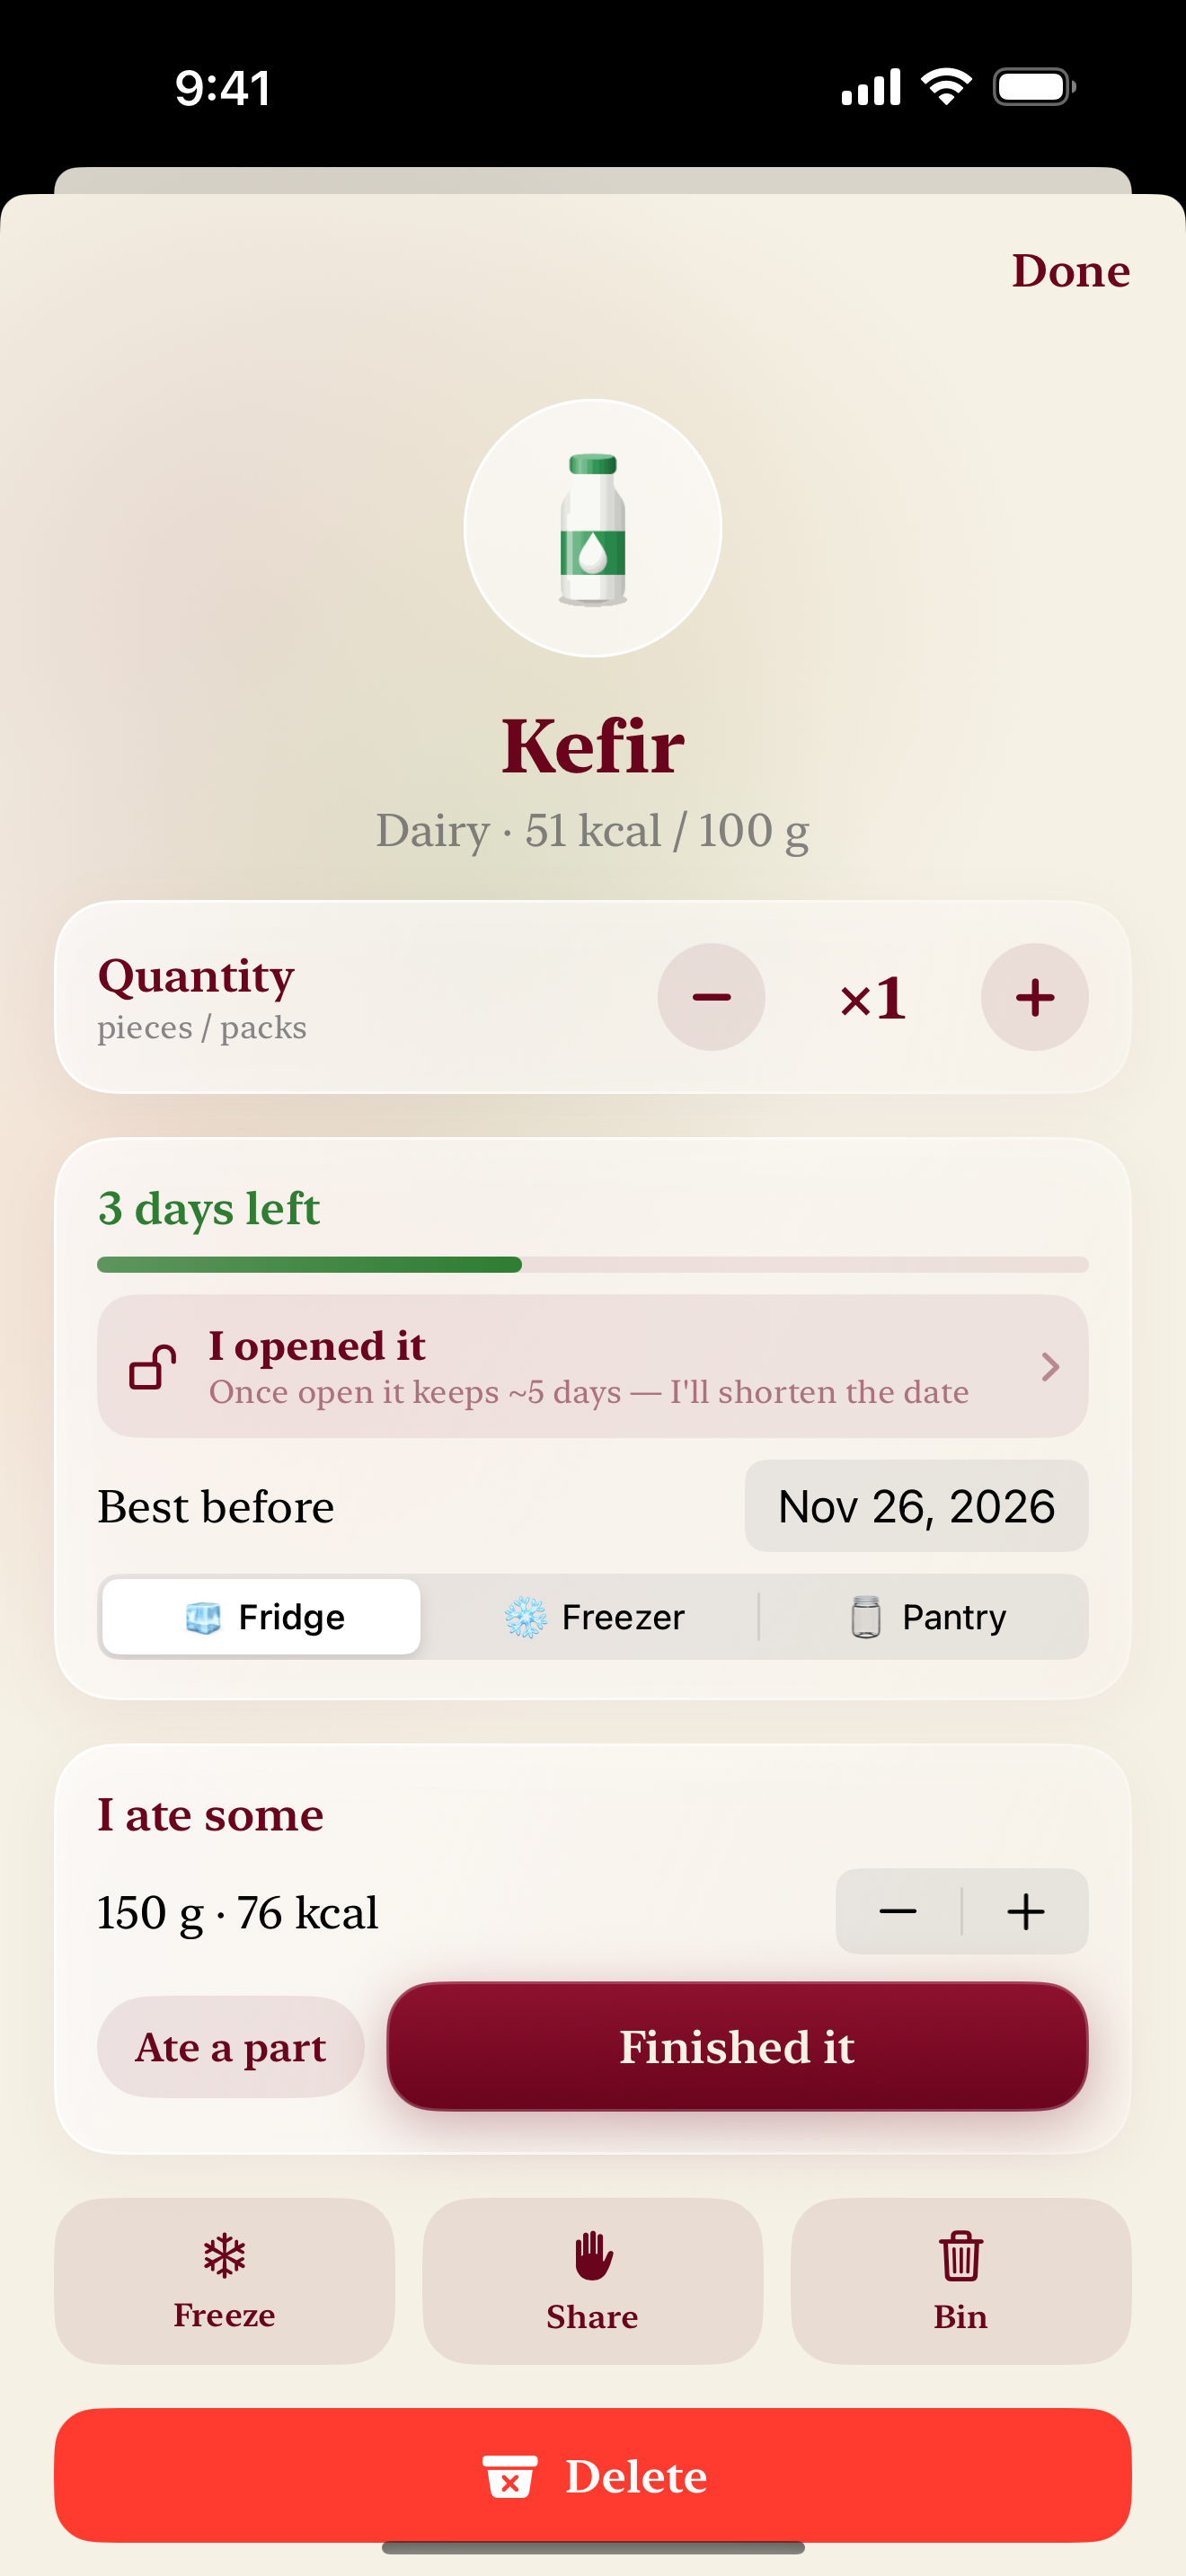 9:41
Done
Kefir
Dairy · 51 kcal / 100 g
Quantity
pieces / packs
×1
3 days left
I opened it
Once open it keeps ~5 days — I'll shorten the date
Best before
Nov 26, 2026
Fridge
Freezer
Pantry
I ate some
150 g · 76 kcal
Ate a part
Finished it
Freeze
Share
Bin
Delete